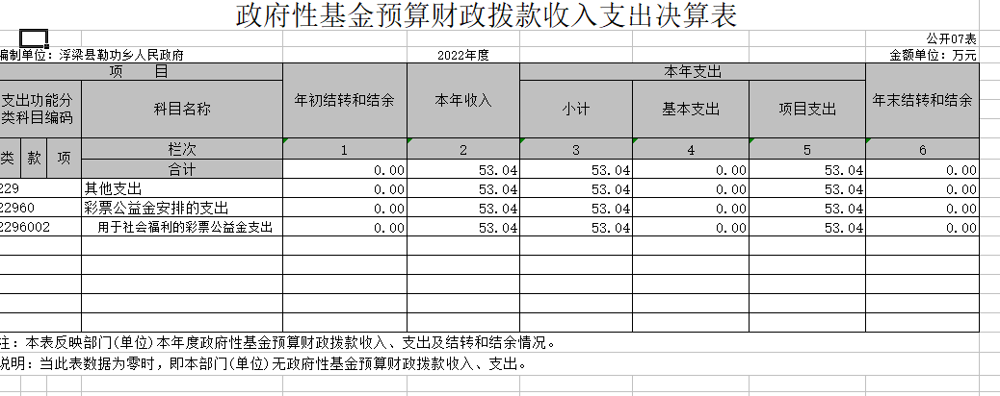 政府性基金预算财政拨款收入支出决算表
公开07表
编制单位：浮梁县勒功乡人民政府 2022年度 金额单位：万元
项 目 年初结转和结余 本年收入 本年支出 年末结转和结余
支出功能分类科目编码 科目名称 小计 基本支出 项目支出
类 款 项 栏次 1 2 3 4 5 6
合计 0.00 53.04 53.04 0.00 53.04 0.00
229 其他支出 0.00 53.04 53.04 0.00 53.04 0.00
22960 彩票公益金安排的支出 0.00 53.04 53.04 0.00 53.04 0.00
2296002 用于社会福利的彩票公益金支出 0.00 53.04 53.04 0.00 53.04 0.00
注：本表反映部门(单位)本年度政府性基金预算财政拨款收入、支出及结转和结余情况。
说明：当此表数据为零时，即本部门(单位)无政府性基金预算财政拨款收入、支出。